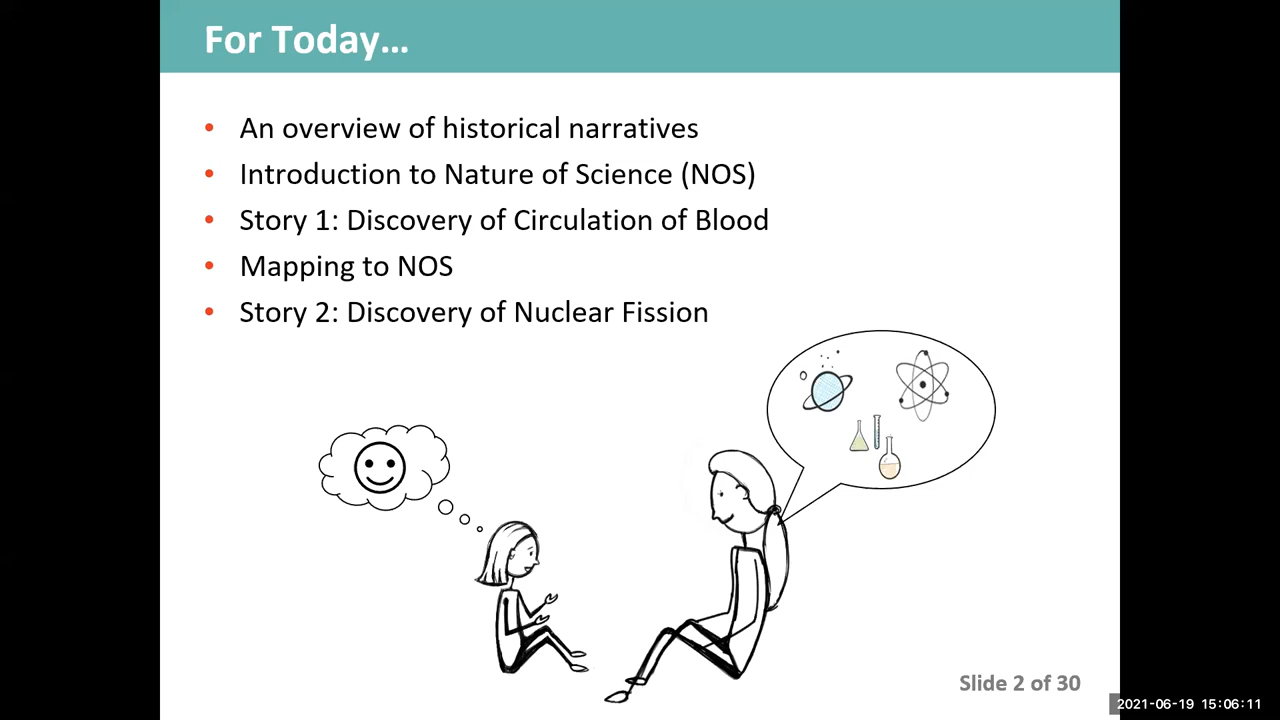 For Today…
• An overview of historical narratives
• Introduction to Nature of Science (NOS)
• Story 1: Discovery of Circulation of Blood
• Mapping to NOS
• Story 2: Discovery of Nuclear Fission
Slide 2 of 30
2021-06-19 15:06:11